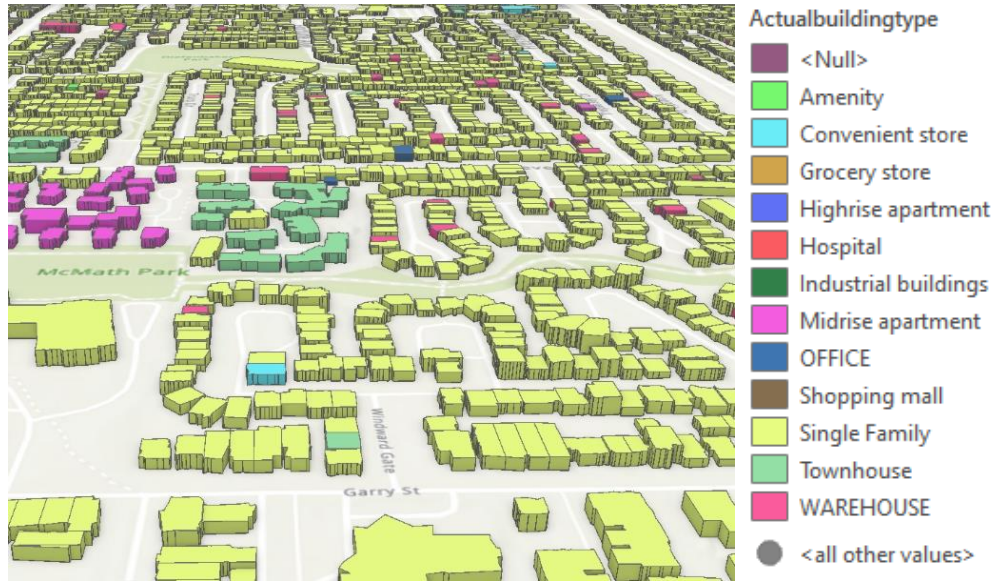 McMath Park
Windward Gate
Garry St
Actualbuildingtype
<Null>
Amenity
Convenient store
Grocery store
Highrise apartment
Hospital
Industrial buildings
Midrise apartment
OFFICE
Shopping mall
Single Family
Townhouse
WAREHOUSE
<all other values>